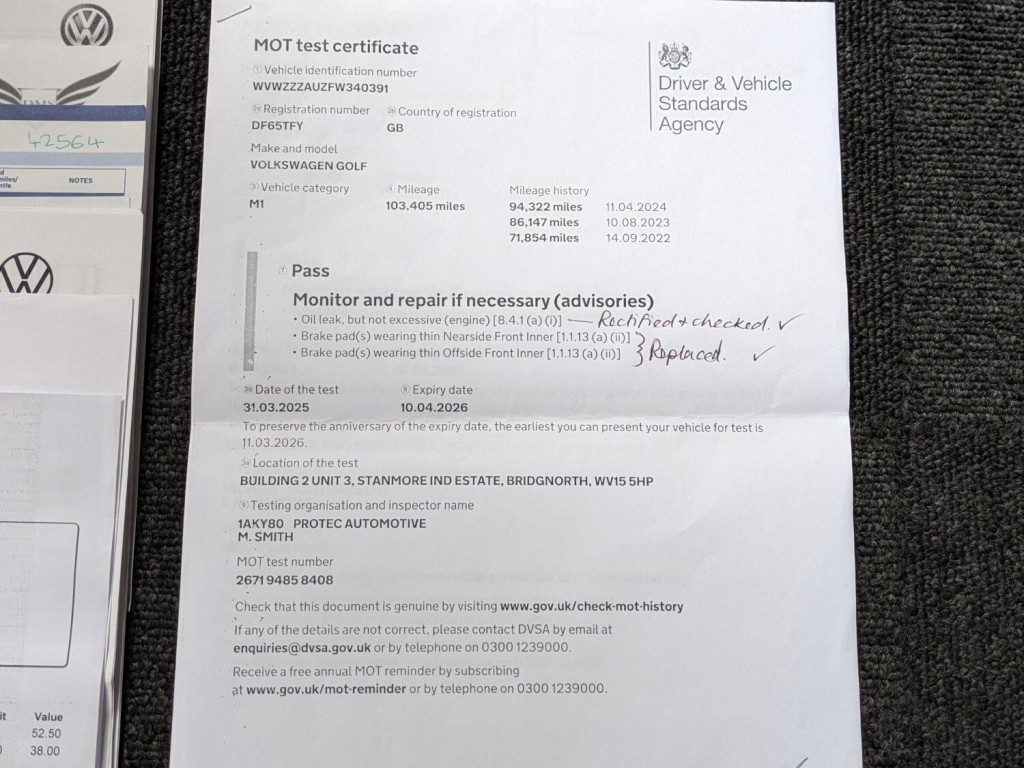 42564
NOTES
Value
52.50
38.00
MOT test certificate
Driver & Vehicle
Standards
Agency
① Vehicle identification number
WVWZZZAUZFW340391
Registration number Country of registration
DF65TFY GB
Make and model
VOLKSWAGEN GOLF
Vehicle category Mileage Mileage history
M1 103,405 miles 94,322 miles 11.04.2024
86,147 miles 10.08.2023
71,854 miles 14.09.2022
⑦ Pass
Monitor and repair if necessary (advisories)
• Oil leak, but not excessive (engine) [8.4.1 (a) (i)] — Rectified + checked. ✓
• Brake pad(s) wearing thin Nearside Front Inner [1.1.13 (a) (ii)]
• Brake pad(s) wearing thin Offside Front Inner [1.1.13 (a) (ii)] } Replaced. ✓
Date of the test Expiry date
31.03.2025 10.04.2026
To preserve the anniversary of the expiry date, the earliest you can present your vehicle for test is
11.03.2026.
Location of the test
BUILDING 2 UNIT 3, STANMORE IND ESTATE, BRIDGNORTH, WV15 5HP
⑨ Testing organisation and inspector name
1AKY80 PROTEC AUTOMOTIVE
M. SMITH
MOT test number
2671 9485 8408
Check that this document is genuine by visiting www.gov.uk/check-mot-history
If any of the details are not correct, please contact DVSA by email at
enquiries@dvsa.gov.uk or by telephone on 0300 1239000.
Receive a free annual MOT reminder by subscribing
at www.gov.uk/mot-reminder or by telephone on 0300 1239000.